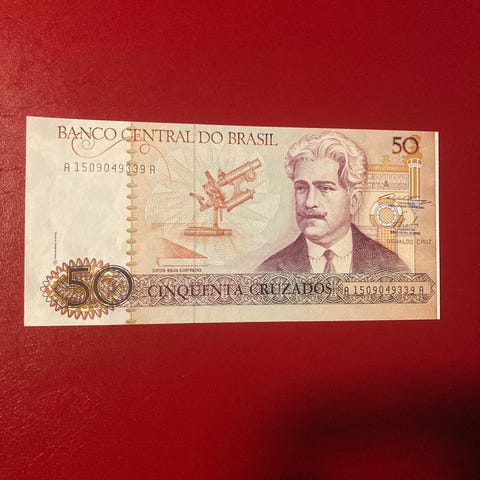 BANCO CENTRAL DO BRASIL
50
A 1509049339 A
OSWALDO CRUZ
DEUS SEJA LOUVADO
50
CINQUENTA CRUZADOS
A 1509049339 A